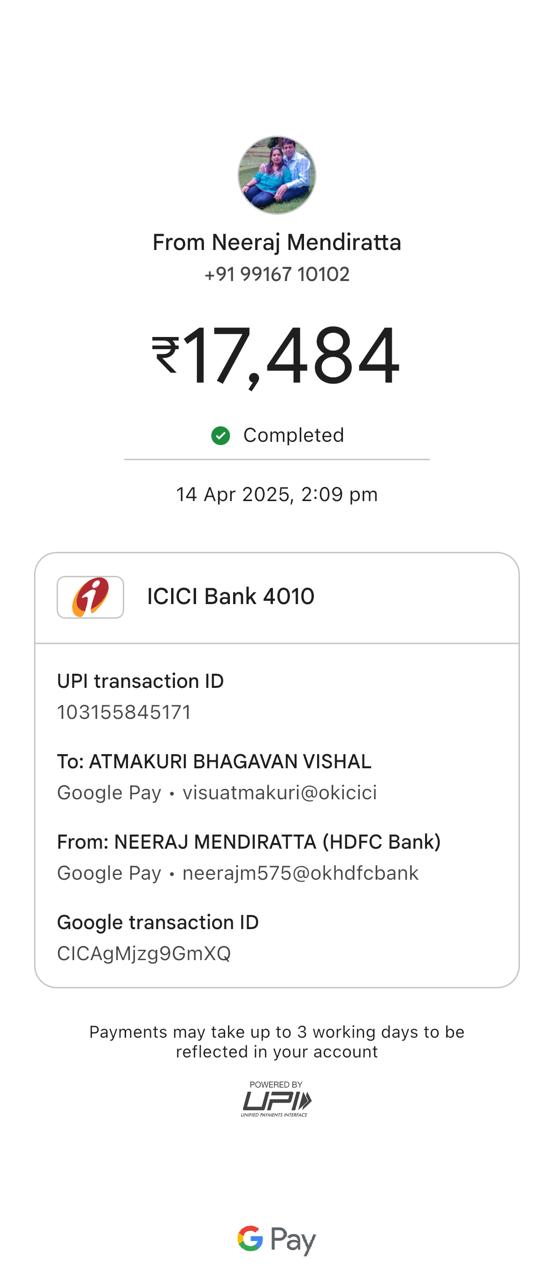 From Neeraj Mendiratta
+91 99167 10102
₹17,484
Completed
14 Apr 2025, 2:09 pm
ICICI Bank 4010
UPI transaction ID
103155845171
To: ATMAKURI BHAGAVAN VISHAL
Google Pay • visuatmakuri@okicici
From: NEERAJ MENDIRATTA (HDFC Bank)
Google Pay • neerajm575@okhdfcbank
Google transaction ID
CICAgMjzg9GmXQ
Payments may take up to 3 working days to be
reflected in your account
POWERED BY
UPI
UNIFIED PAYMENTS INTERFACE
G Pay